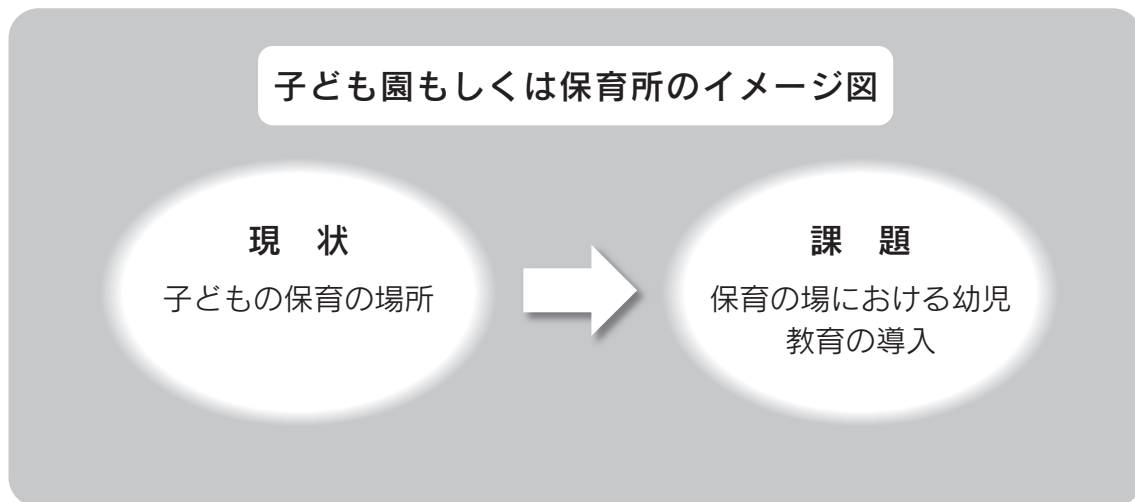 子ども園もしくは保育所のイメージ図
現　状
子どもの保育の場所
課　題
保育の場における幼児
教育の導入